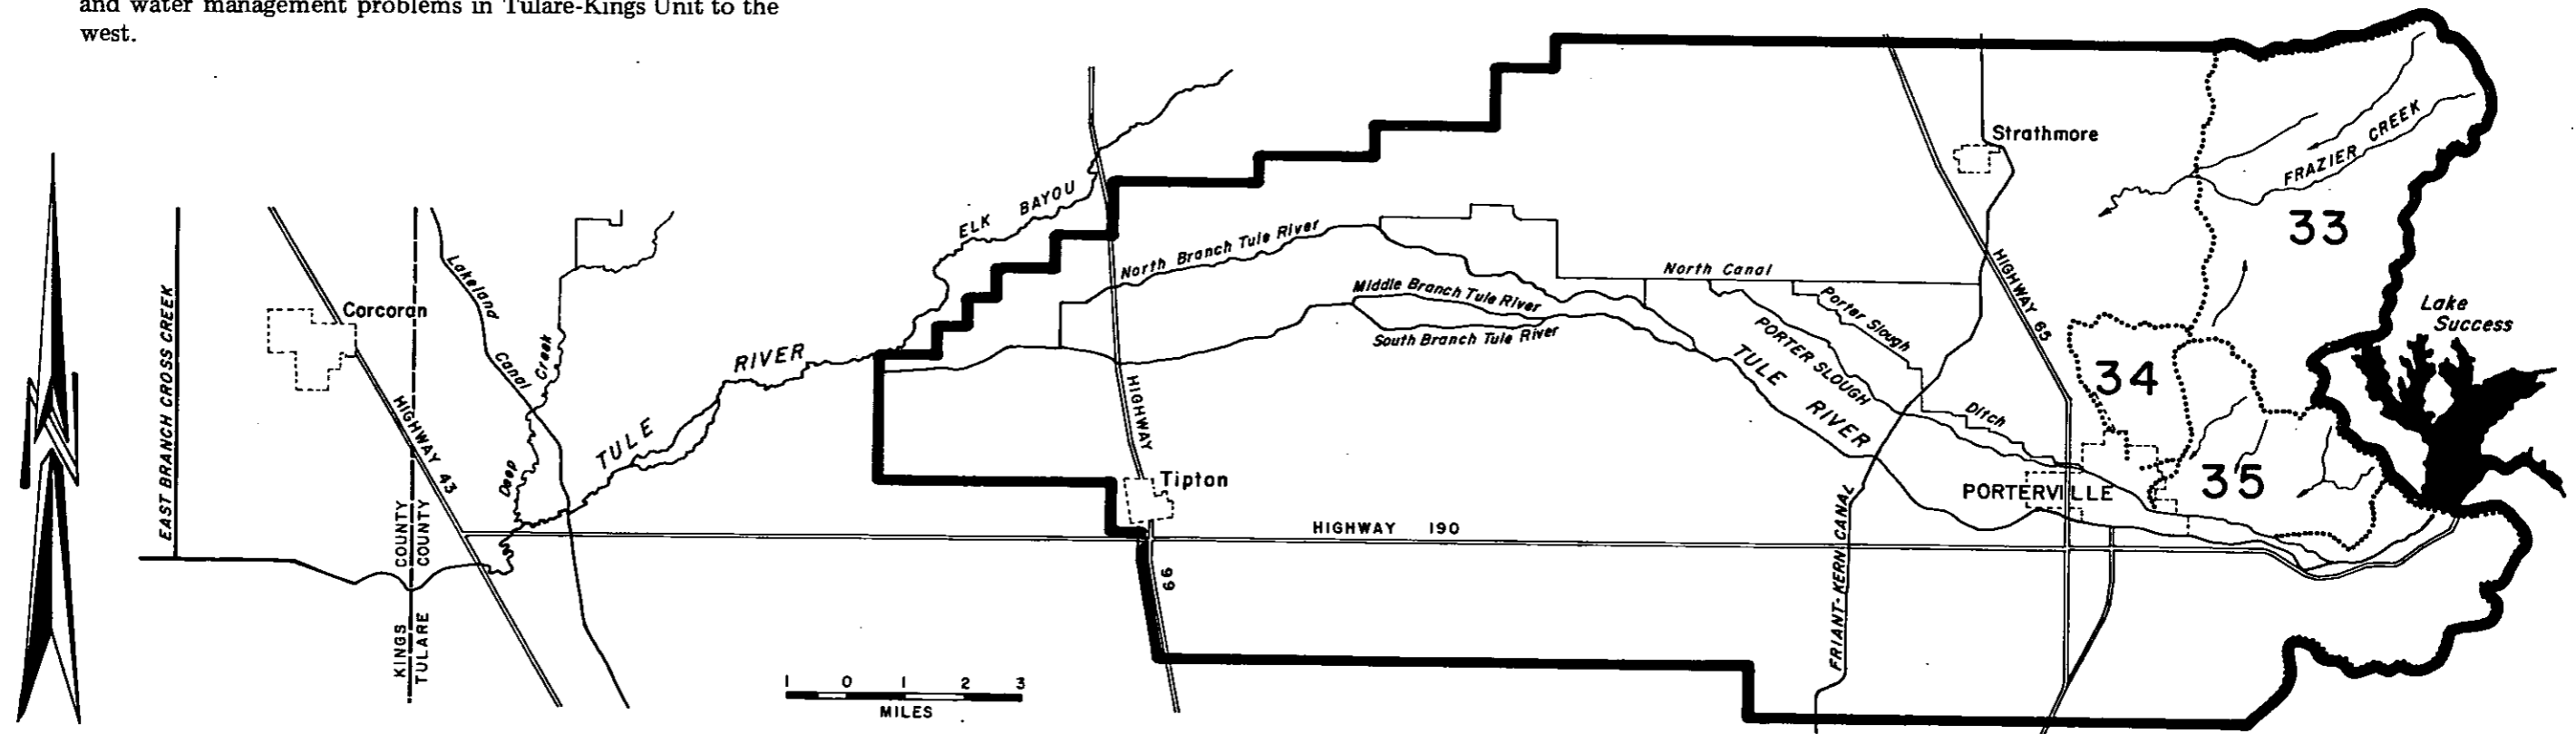 and water management problems in Tulare-Kings Unit to the
west.
Strathmore
FRAZIER CREEK
33
ELK BAYOU
North Branch Tule River
HIGHWAY 65
North Canal
Lakeland
Canal
EAST BRANCH CROSS CREEK
Corcoran
Middle Branch Tule River
South Branch Tule River
Porter Slough
Ditch
PORTER SLOUGH
Lake
Success
Deep
Creek
TULE
RIVER
TULE
RIVER
34
HIGHWAY 43
HIGHWAY
99
Tipton
PORTERVILLE
35
HIGHWAY 190
COUNTY
COUNTY
KINGS
TULARE
FRIANT-KERN CANAL
1 0 1 2 3
MILES
N